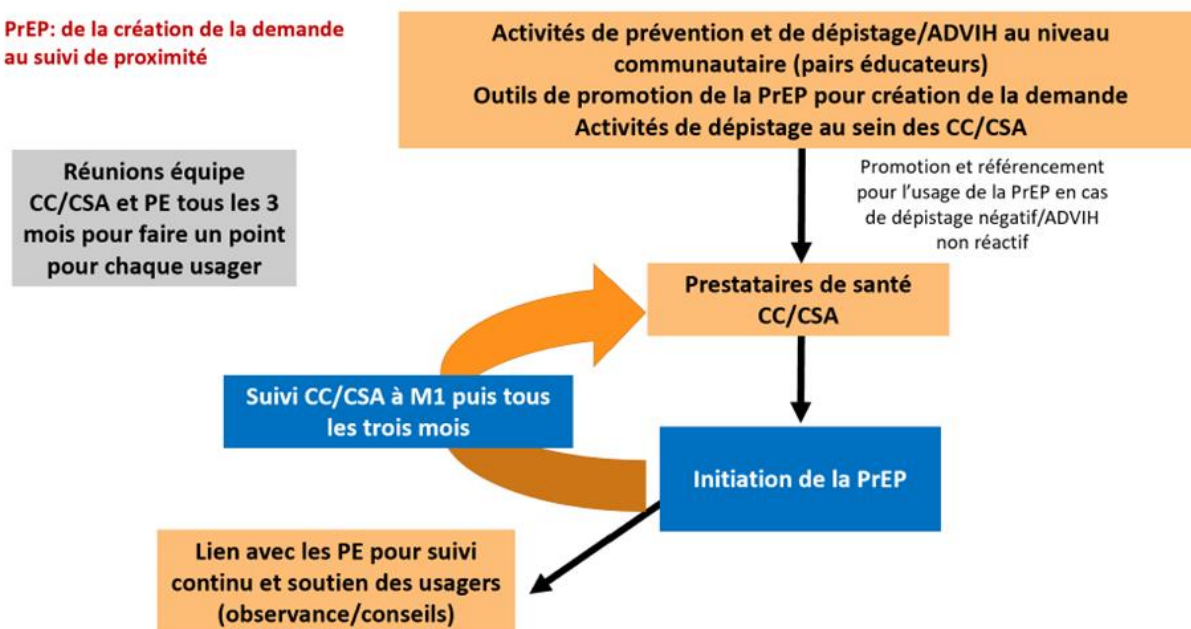 PrEP: de la création de la demande
au suivi de proximité
Activités de prévention et de dépistage/ADVIH au niveau
communautaire (pairs éducateurs)
Outils de promotion de la PrEP pour création de la demande
Activités de dépistage au sein des CC/CSA
Réunions équipe
CC/CSA et PE tous les 3
mois pour faire un point
pour chaque usager
Promotion et référencement
pour l'usage de la PrEP en cas
de dépistage négatif/ADVIH
non réactif
Prestataires de santé
CC/CSA
Suivi CC/CSA à M1 puis tous
les trois mois
Initiation de la PrEP
Lien avec les PE pour suivi
continu et soutien des usagers
(observance/conseils)